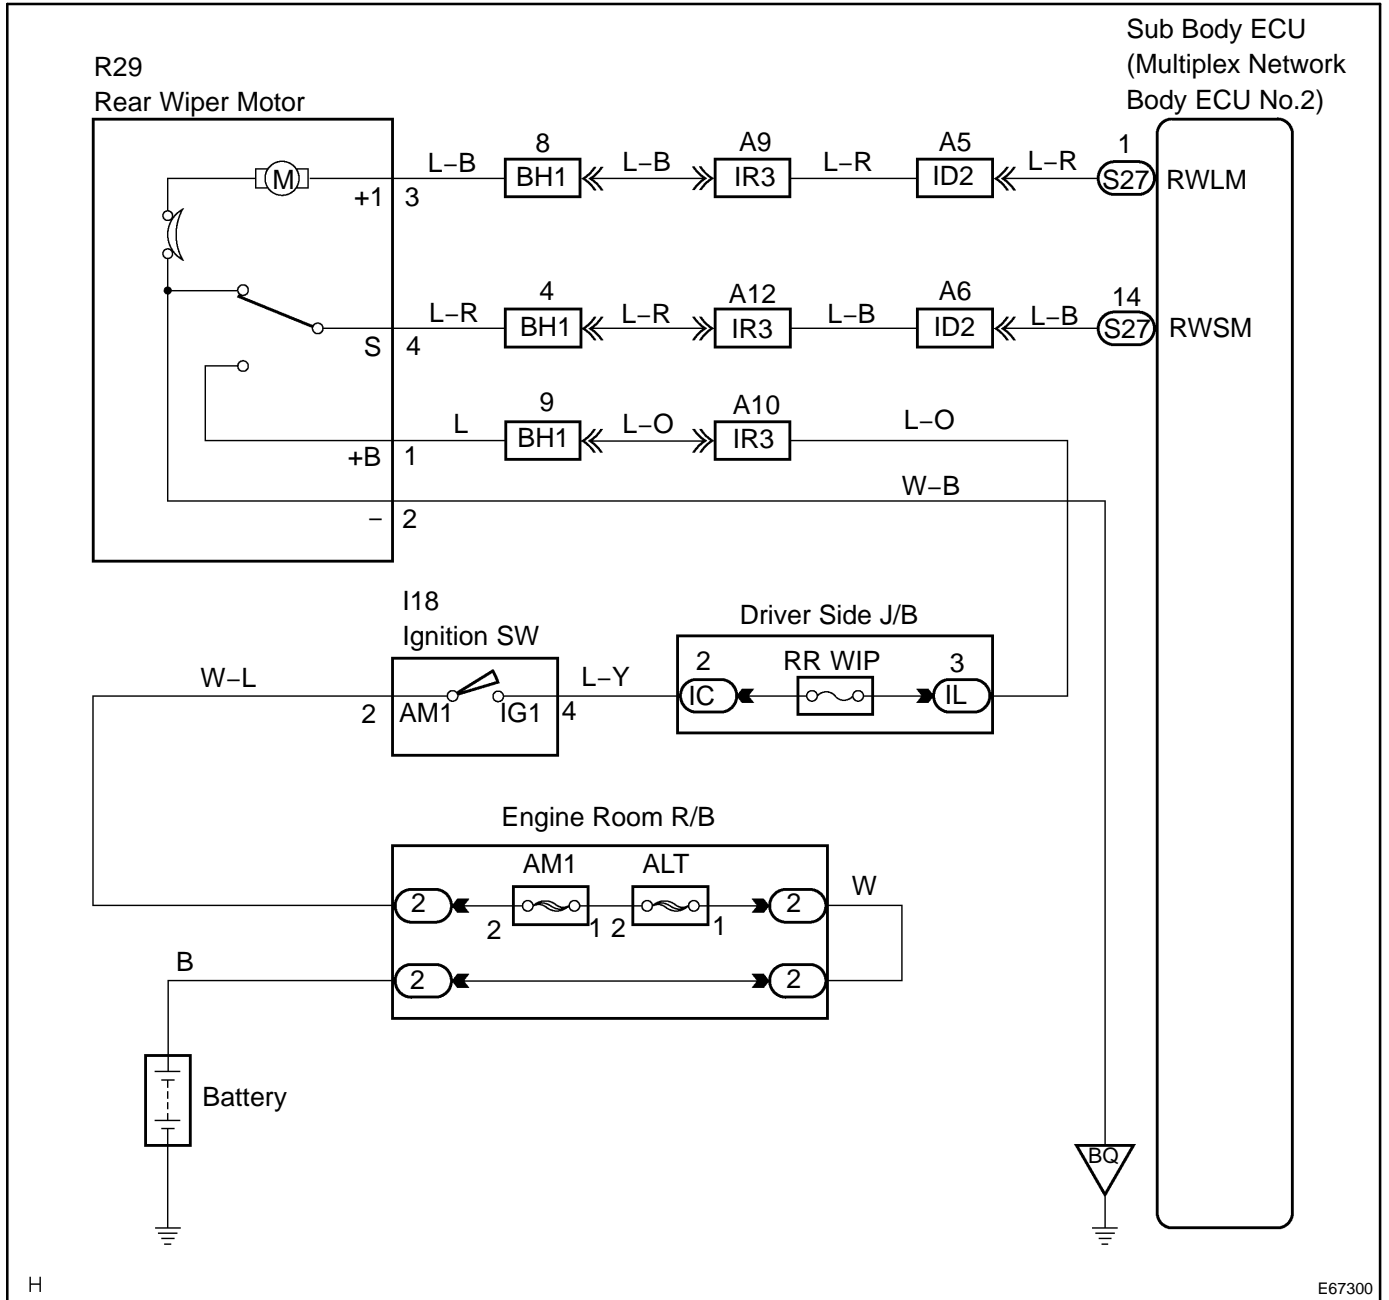 Sub Body ECU
(Multiplex Network
Body ECU No.2)
R29
Rear Wiper Motor
8 A9 A5 1
L–B L–B L–R L–R
BH1 IR3 ID2 S27 RWLM
M
+1 3
4 A12 A6 14
L–R L–R L–B L–B
BH1 IR3 ID2 S27 RWSM
S 4
9 A10
L L–O L–O
BH1 IR3
+B 1
W–B
– 2
I18
Ignition SW
Driver Side J/B
W–L L–Y 2 RR WIP 3
IC IL
2 AM1 IG1 4
Engine Room R/B
AM1 ALT
W
2 2
2 1 2 1
B
2 2
Battery
BQ
H
E67300